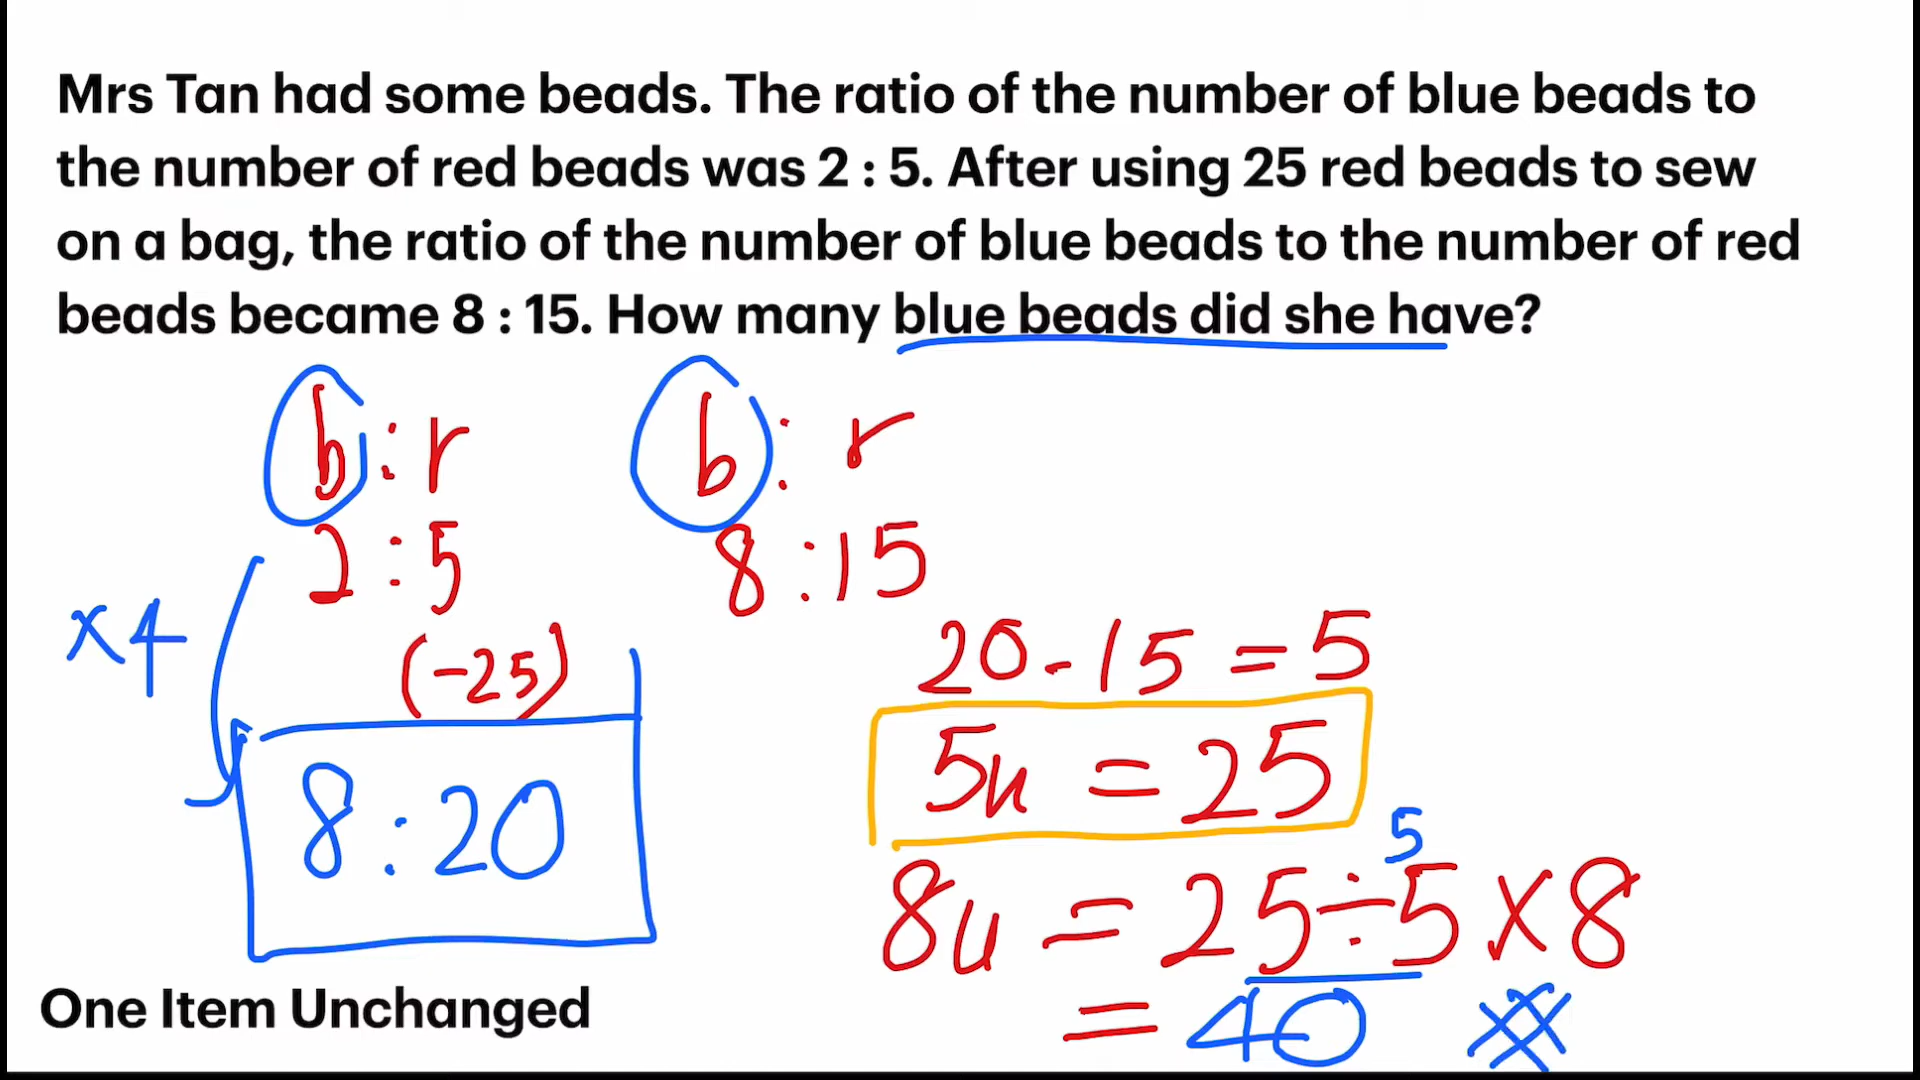 Mrs Tan had some beads. The ratio of the number of blue beads to
the number of red beads was 2 : 5. After using 25 red beads to sew
on a bag, the ratio of the number of blue beads to the number of red
beads became 8 : 15. How many blue beads did she have?
b : r
2 : 5
(-25)
×4
8 : 20
b : r
8 : 15
20 - 15 = 5
5u = 25
5
8u = 25 ÷ 5 × 8
= 40
One Item Unchanged